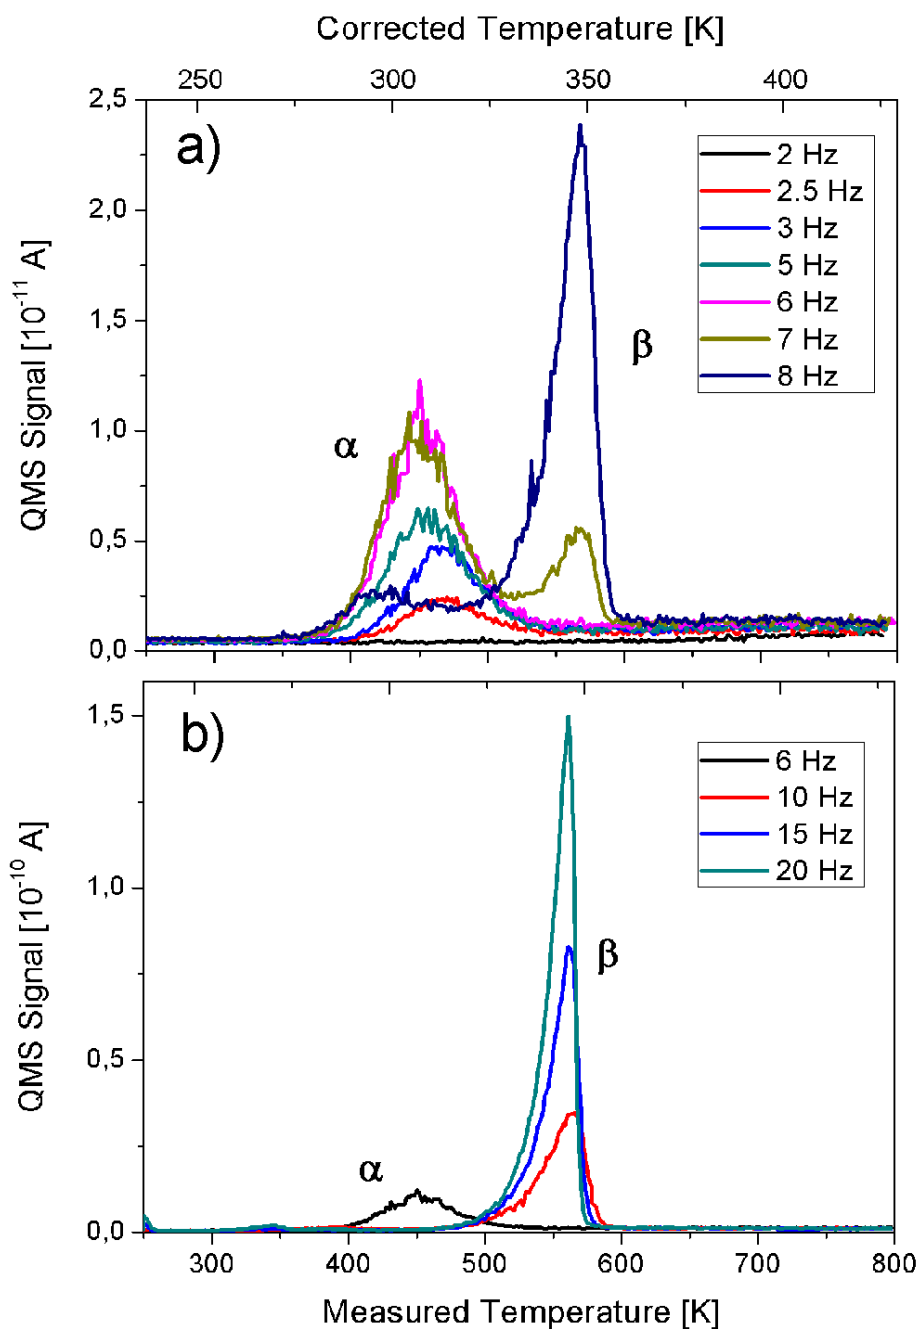 Corrected Temperature [K]
250 300 350 400
2,5
2,0
1,5
1,0
0,5
0,0
QMS Signal [10⁻¹¹ A]
a)
2 Hz
2.5 Hz
3 Hz
5 Hz
6 Hz
7 Hz
8 Hz
β
α
b)
1,5
1,0
0,5
0,0
QMS Signal [10⁻¹⁰ A]
6 Hz
10 Hz
15 Hz
20 Hz
β
α
300 400 500 600 700 800
Measured Temperature [K]